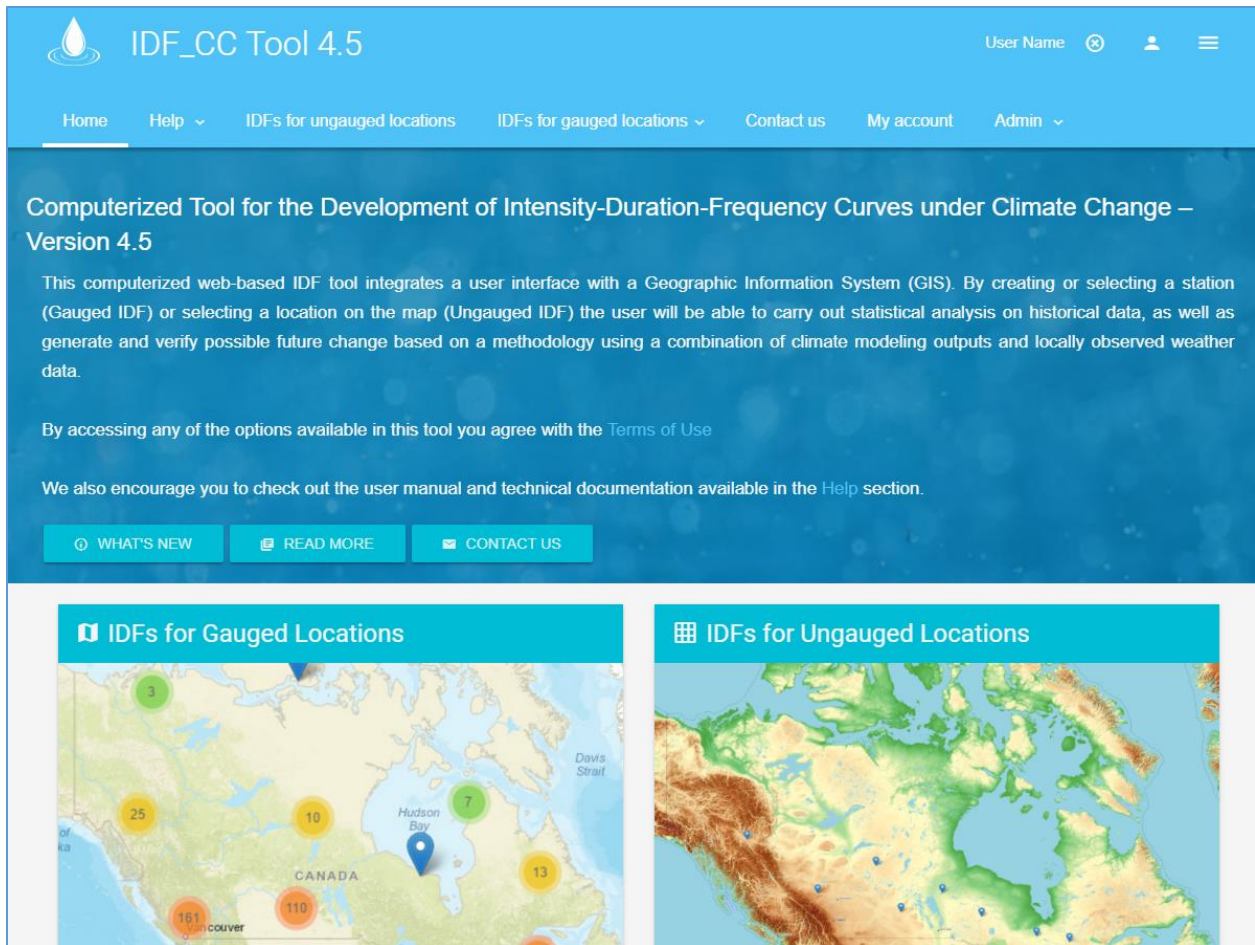 IDF_CC Tool 4.5
User Name
Home Help IDFs for ungauged locations IDFs for gauged locations Contact us My account Admin
Computerized Tool for the Development of Intensity-Duration-Frequency Curves under Climate Change –
Version 4.5
This computerized web-based IDF tool integrates a user interface with a Geographic Information System (GIS). By creating or selecting a station
(Gauged IDF) or selecting a location on the map (Ungauged IDF) the user will be able to carry out statistical analysis on historical data, as well as
generate and verify possible future change based on a methodology using a combination of climate modeling outputs and locally observed weather
data.
By accessing any of the options available in this tool you agree with the Terms of Use
We also encourage you to check out the user manual and technical documentation available in the Help section.
WHAT'S NEW READ MORE CONTACT US
IDFs for Gauged Locations
IDFs for Ungauged Locations
3
Davis
Strait
25
10
Hudson
Bay
7
of
ka
CANADA
13
161
110